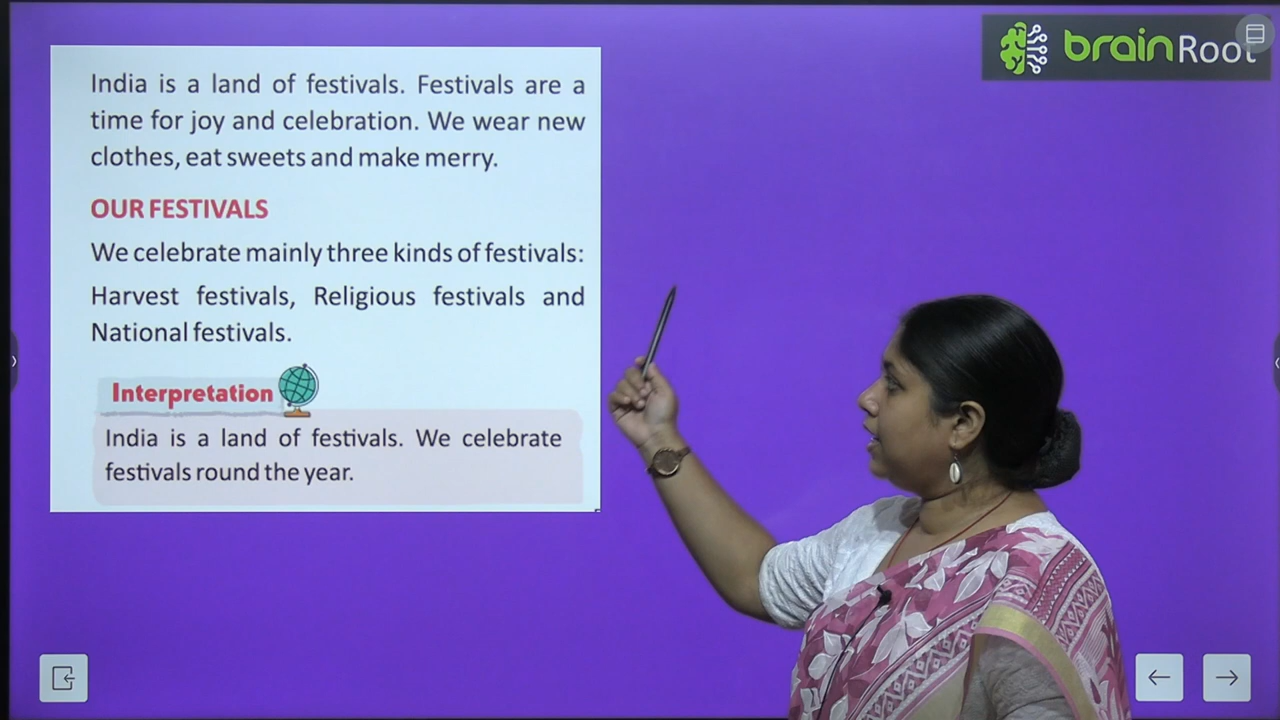 brainRoot
India is a land of festivals. Festivals are a
time for joy and celebration. We wear new
clothes, eat sweets and make merry.
OUR FESTIVALS
We celebrate mainly three kinds of festivals:
Harvest festivals, Religious festivals and
National festivals.
Interpretation
India is a land of festivals. We celebrate
festivals round the year.